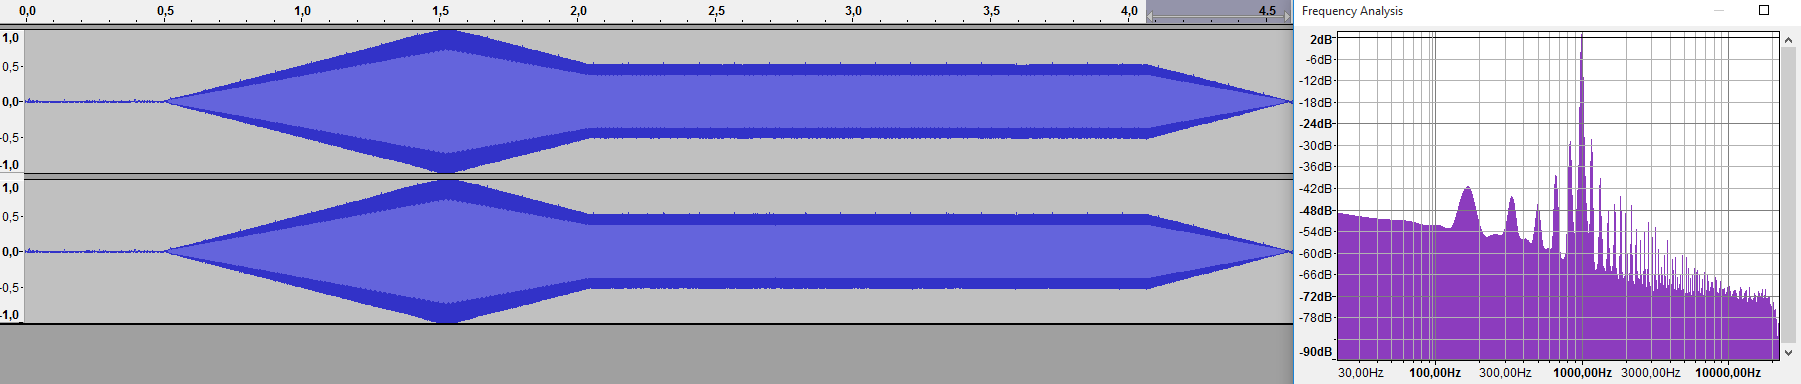 0,0 0,5 1,0 1,5 2,0 2,5 3,0 3,5 4,0 4,5
1,0
0,5-
0,0-
-0,5-
-1,0
1,0
0,5-
0,0-
-0,5-
-1,0
Frequency Analysis
2dB
-6dB
-12dB
-18dB
-24dB
-30dB
-36dB
-42dB
-48dB
-54dB
-60dB
-66dB
-72dB
-78dB
-90dB
30,00Hz 100,00Hz 300,00Hz 1000,00Hz 3000,00Hz 10000,00Hz